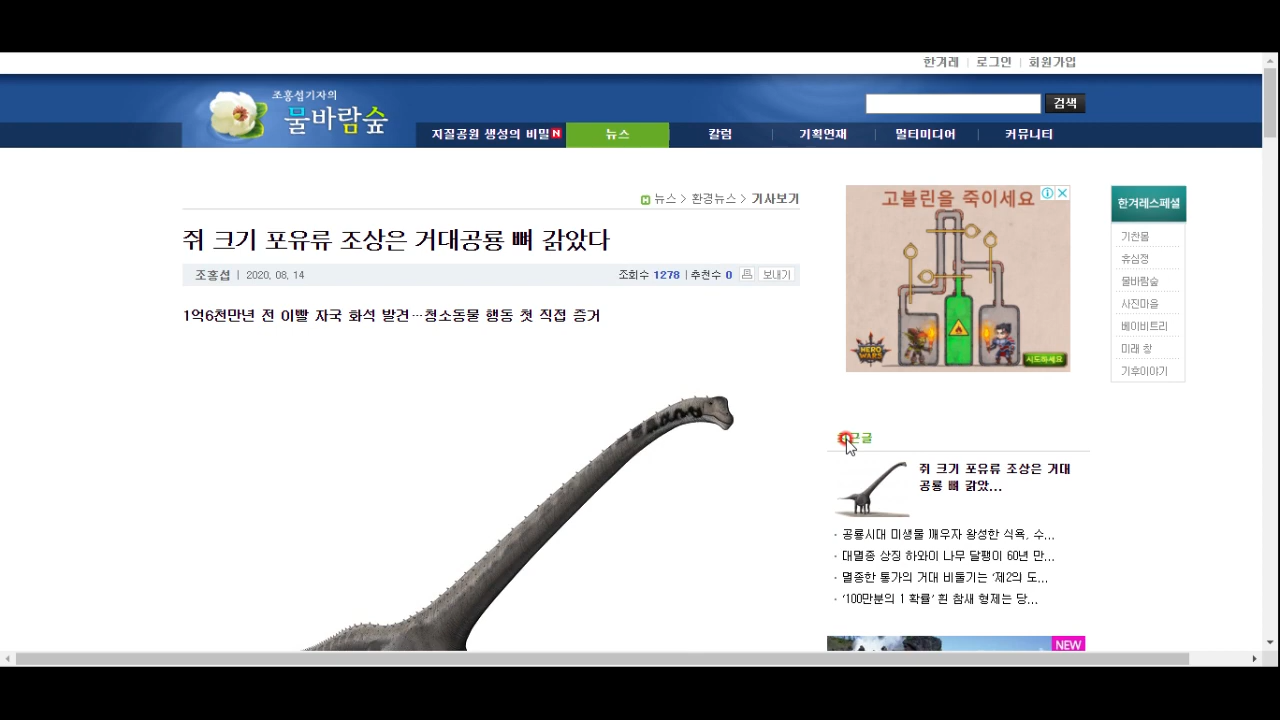 한겨레 | 로그인 | 회원가입
조홍섭기자의
물바람숲
검색
지질공원 생성의 비밀 N
뉴스
칼럼
기획연재
멀티미디어
커뮤니티
뉴스 > 환경뉴스 > 기사보기
쥐 크기 포유류 조상은 거대공룡 뼈 갉았다
조홍섭 | 2020. 08. 14
조회수 1278 | 추천수 0
보내기
1억6천만년 전 이빨 자국 화석 발견…청소동물 행동 첫 직접 증거
고블린을 죽이세요
HERO WARS
시도하세요
한겨레스페셜
기찬몰
휴심정
물바람숲
사진마을
베이비트리
미래 창
기후이야기
근글
쥐 크기 포유류 조상은 거대
공룡 뼈 갉았...
· 공룡시대 미생물 깨우자 왕성한 식욕, 수...
· 대멸종 상징 하와이 나무 달팽이 60년 만...
· 멸종한 통가의 거대 비둘기는 '제2의 도...
· '100만분의 1 확률' 흰 참새 형제는 당...
NEW